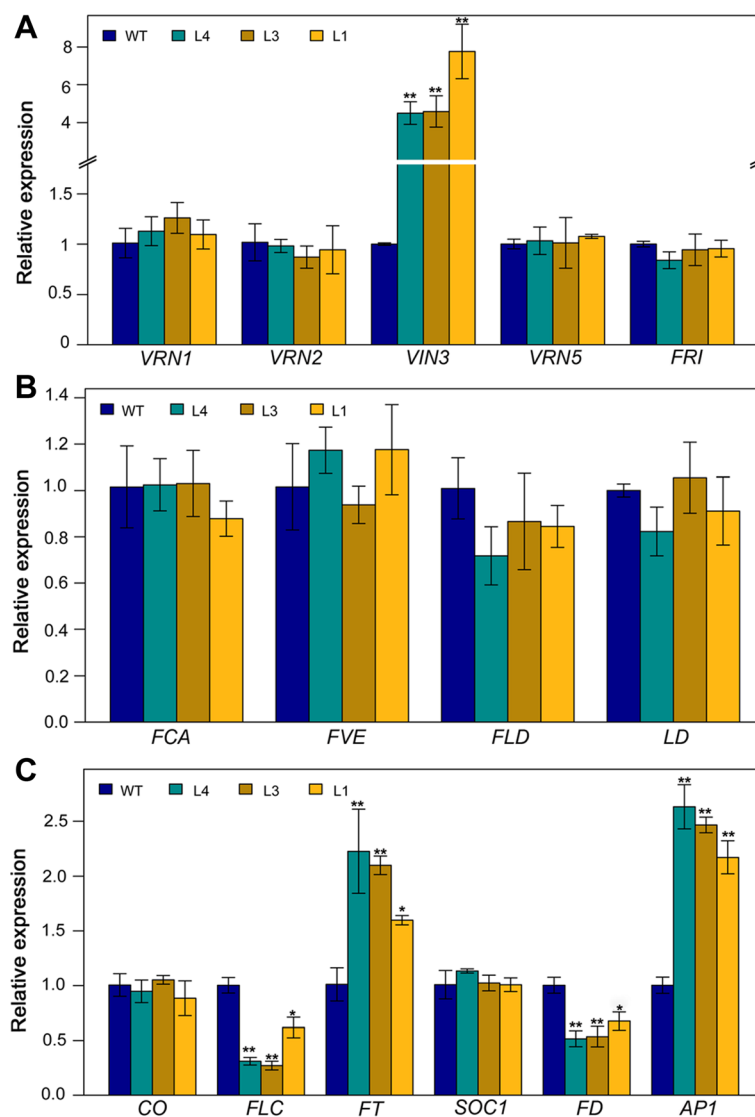 A
WT L4 L3 L1
Relative expression
8
6
4
1.5
1
0.5
0
** ** **
VRN1 VRN2 VIN3 VRN5 FRI
B
WT L4 L3 L1
Relative expression
1.4
1.2
1.0
0.8
0.6
0.4
0.2
0.0
FCA FVE FLD LD
C
WT L4 L3 L1
Relative expression
2.5
2.0
1.5
1.0
0.5
0.0
** ** * ** ** * ** ** * ** ** **
CO FLC FT SOC1 FD AP1